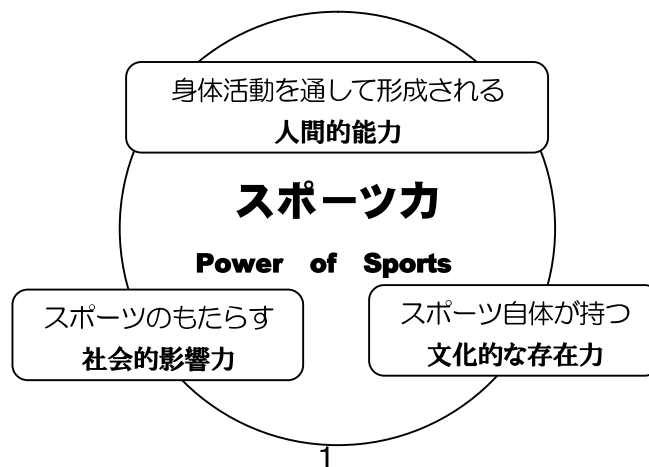 身体活動を通して形成される
人間的能力
スポーツ力
Power of Sports
スポーツのもたらす
社会的影響力
スポーツ自体が持つ
文化的な存在力
1